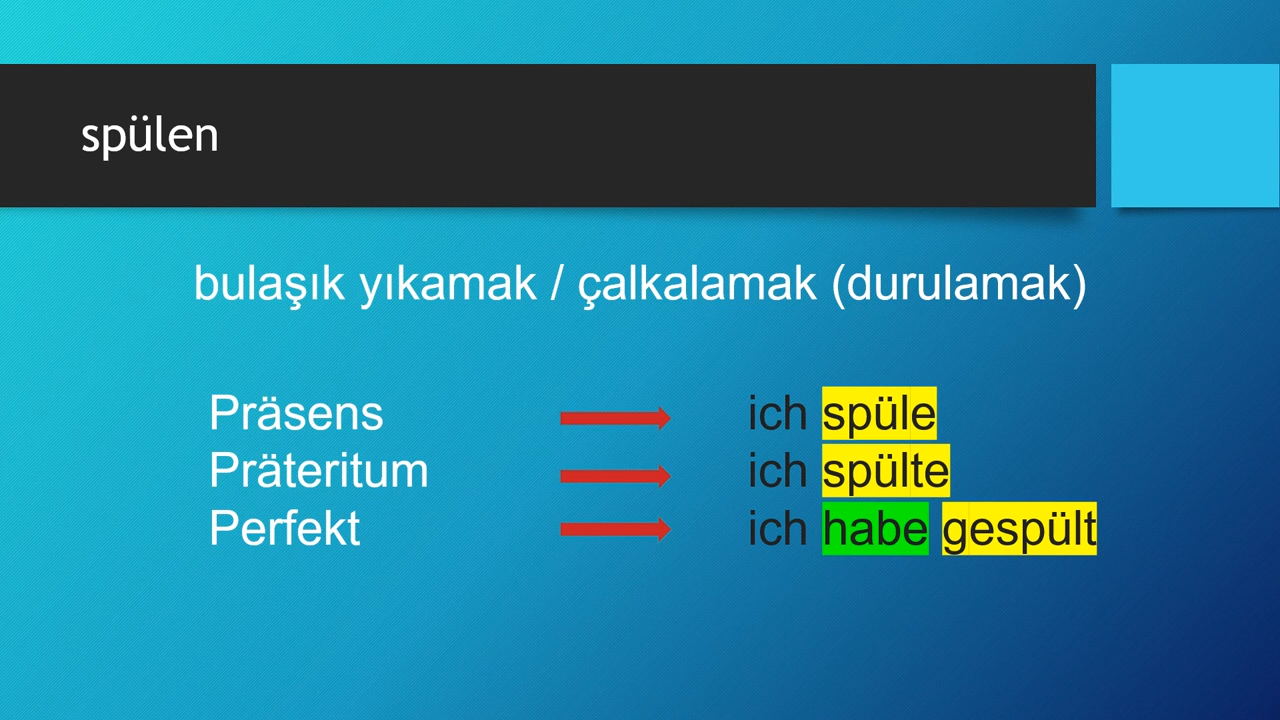 spülen
bulaşık yıkamak / çalkalamak (durulamak)
Präsens ich spüle
Präteritum ich spülte
Perfekt ich habe gespült